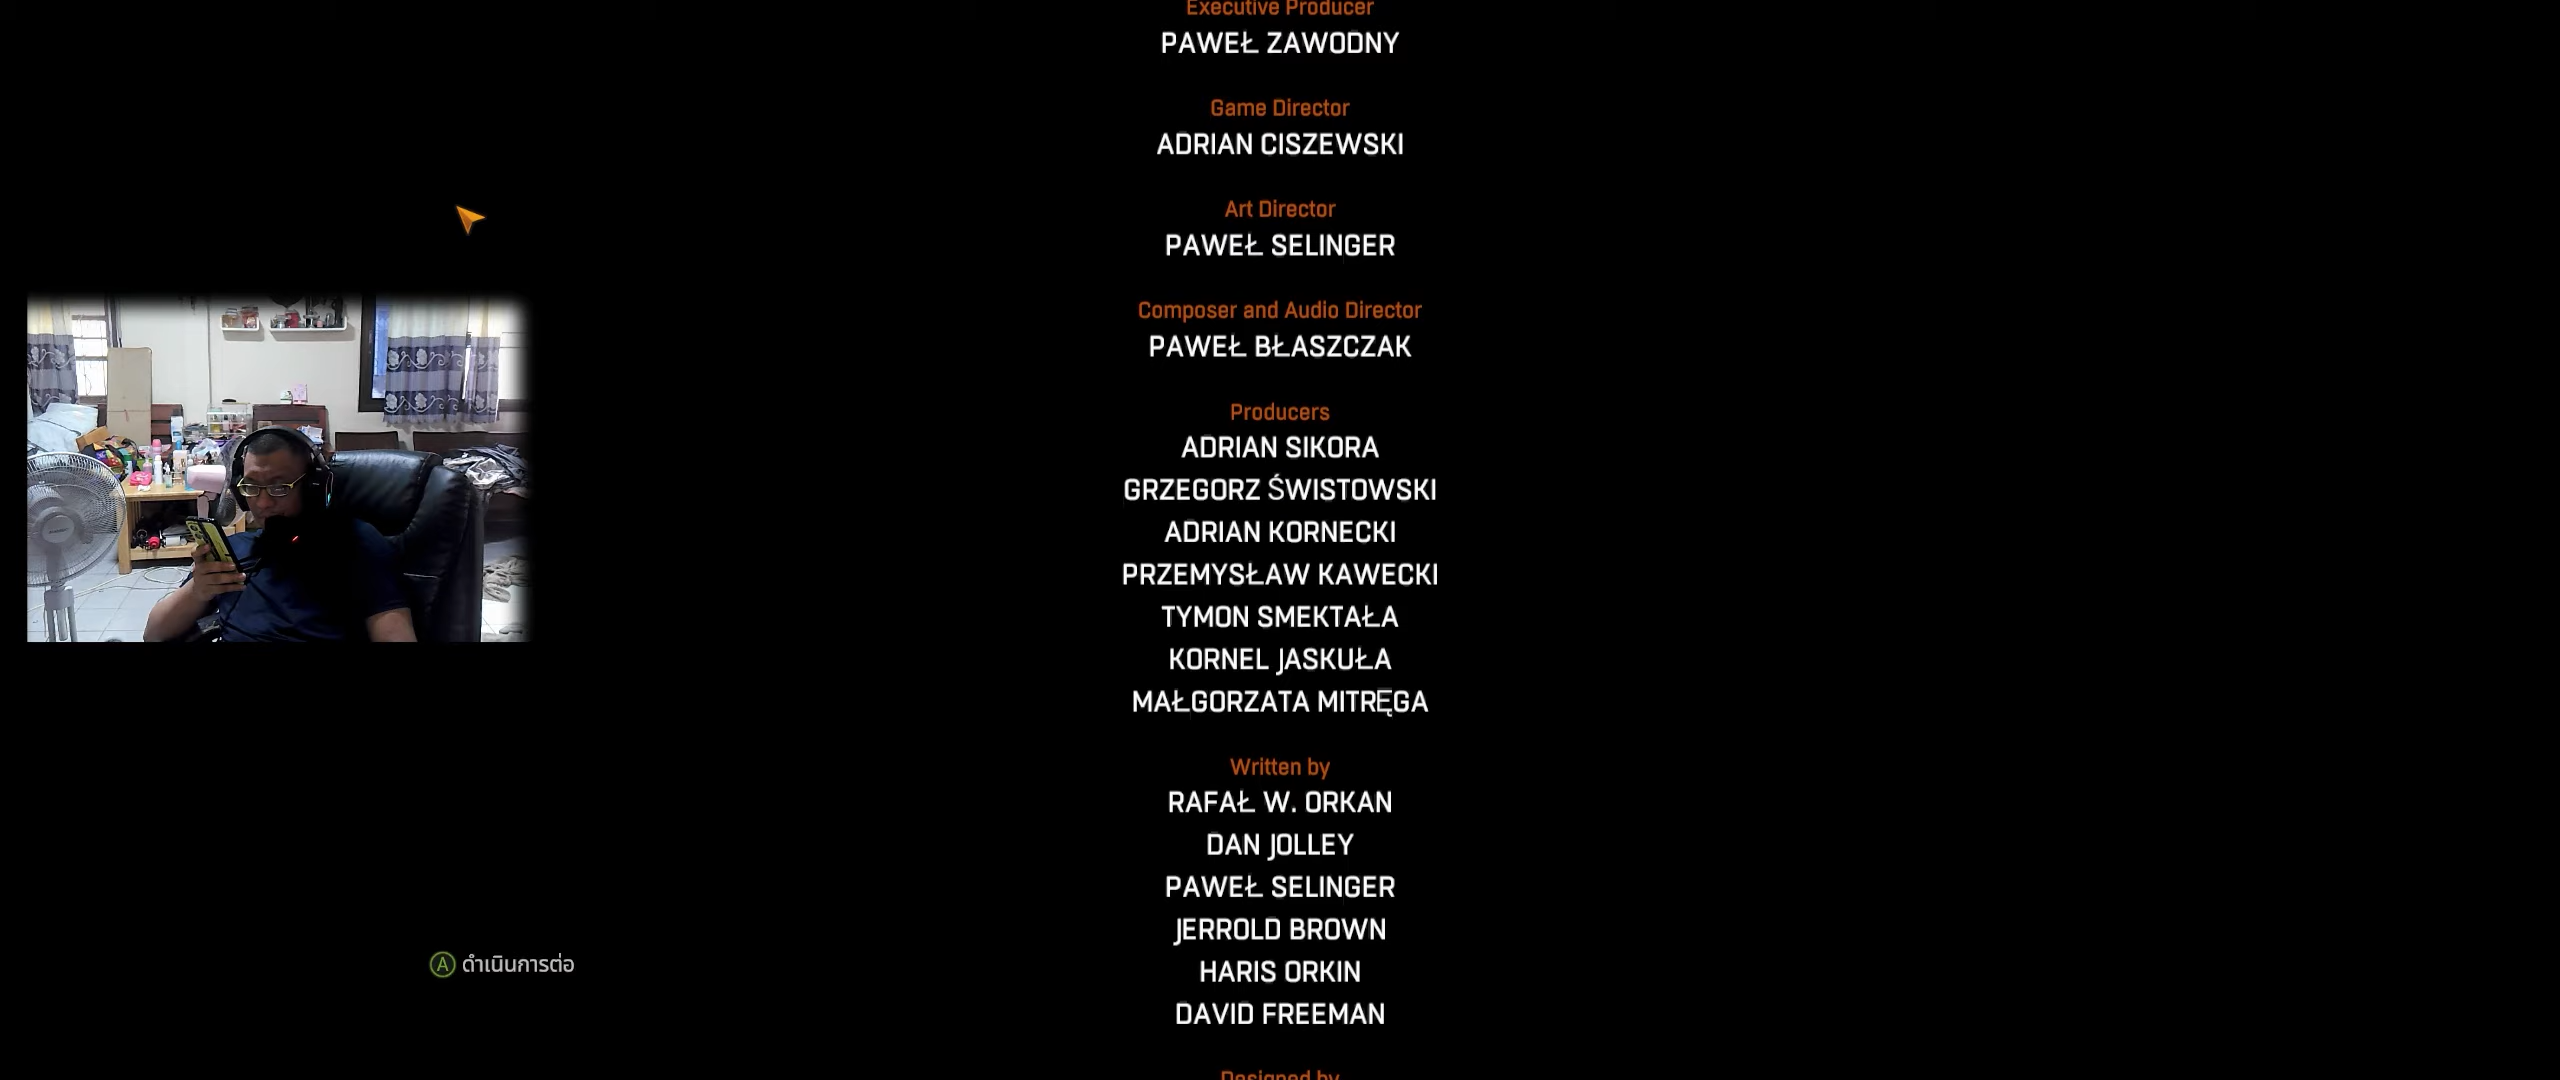 Executive Producer
PAWEŁ ZAWODNY
Game Director
ADRIAN CISZEWSKI
Art Director
PAWEŁ SELINGER
Composer and Audio Director
PAWEŁ BŁASZCZAK
Producers
ADRIAN SIKORA
GRZEGORZ ŚWISTOWSKI
ADRIAN KORNECKI
PRZEMYSŁAW KAWECKI
TYMON SMEKTAŁA
KORNEL JASKUŁA
MAŁGORZATA MITRĘGA
Written by
RAFAŁ W. ORKAN
DAN JOLLEY
PAWEŁ SELINGER
JERROLD BROWN
HARIS ORKIN
DAVID FREEMAN
Designed by
A ดำเนินการต่อ